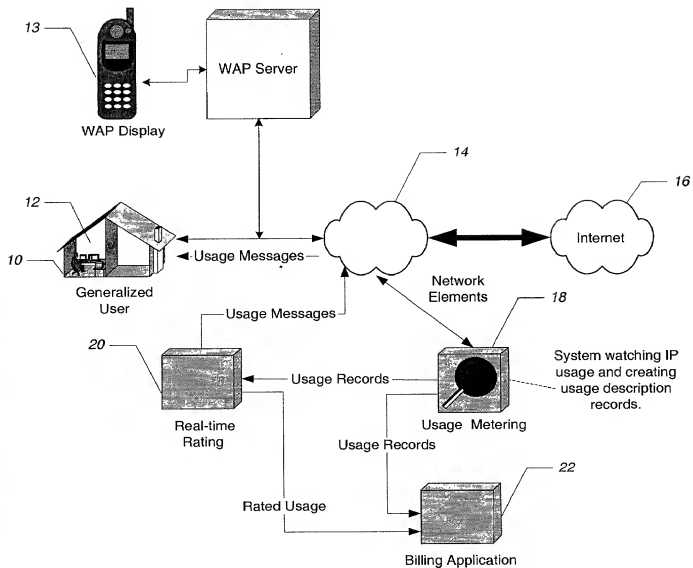 13
WAP Server
WAP Display
14
16
12
10
Usage Messages
Internet
Generalized
User
Network
Elements
18
Usage Messages
20
System watching IP
usage and creating
usage description
records.
Usage Records
Real-time
Rating
Usage Metering
Usage Records
22
Rated Usage
Billing Application